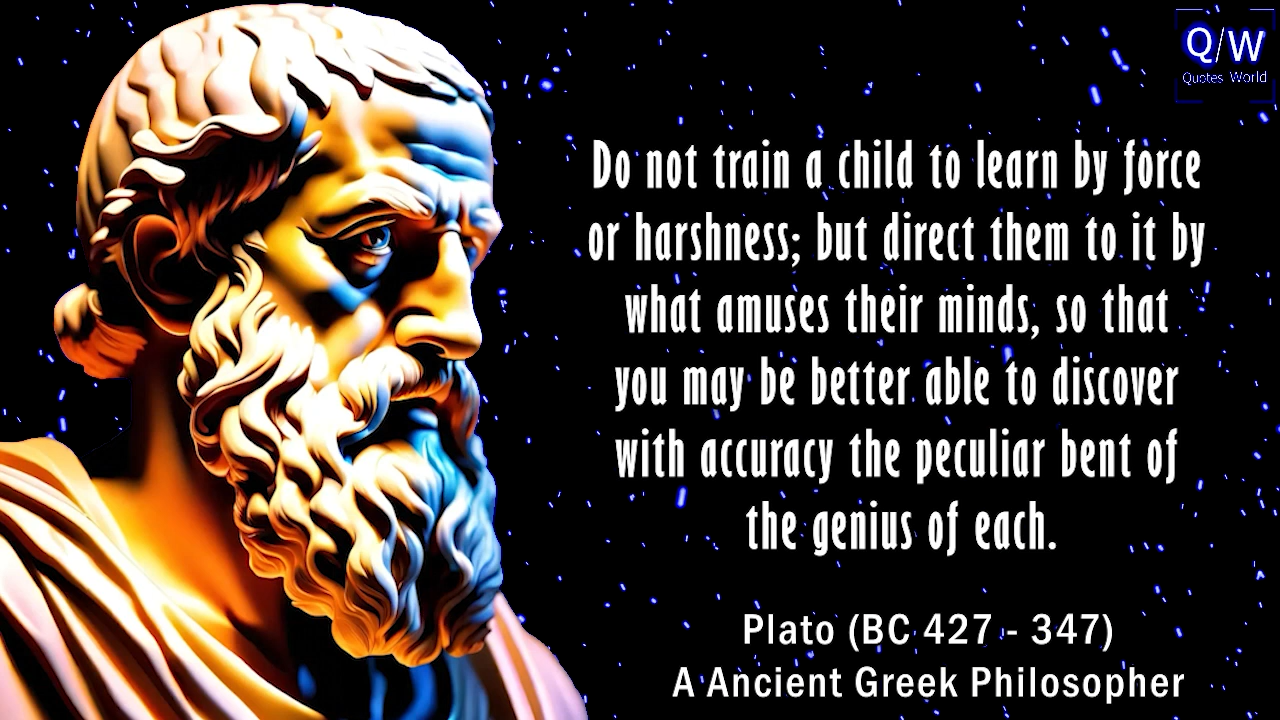 Q/W
Quotes World
Do not train a child to learn by force
or harshness; but direct them to it by
what amuses their minds, so that
you may be better able to discover
with accuracy the peculiar bent of
the genius of each.
Plato (BC 427 - 347)
A Ancient Greek Philosopher